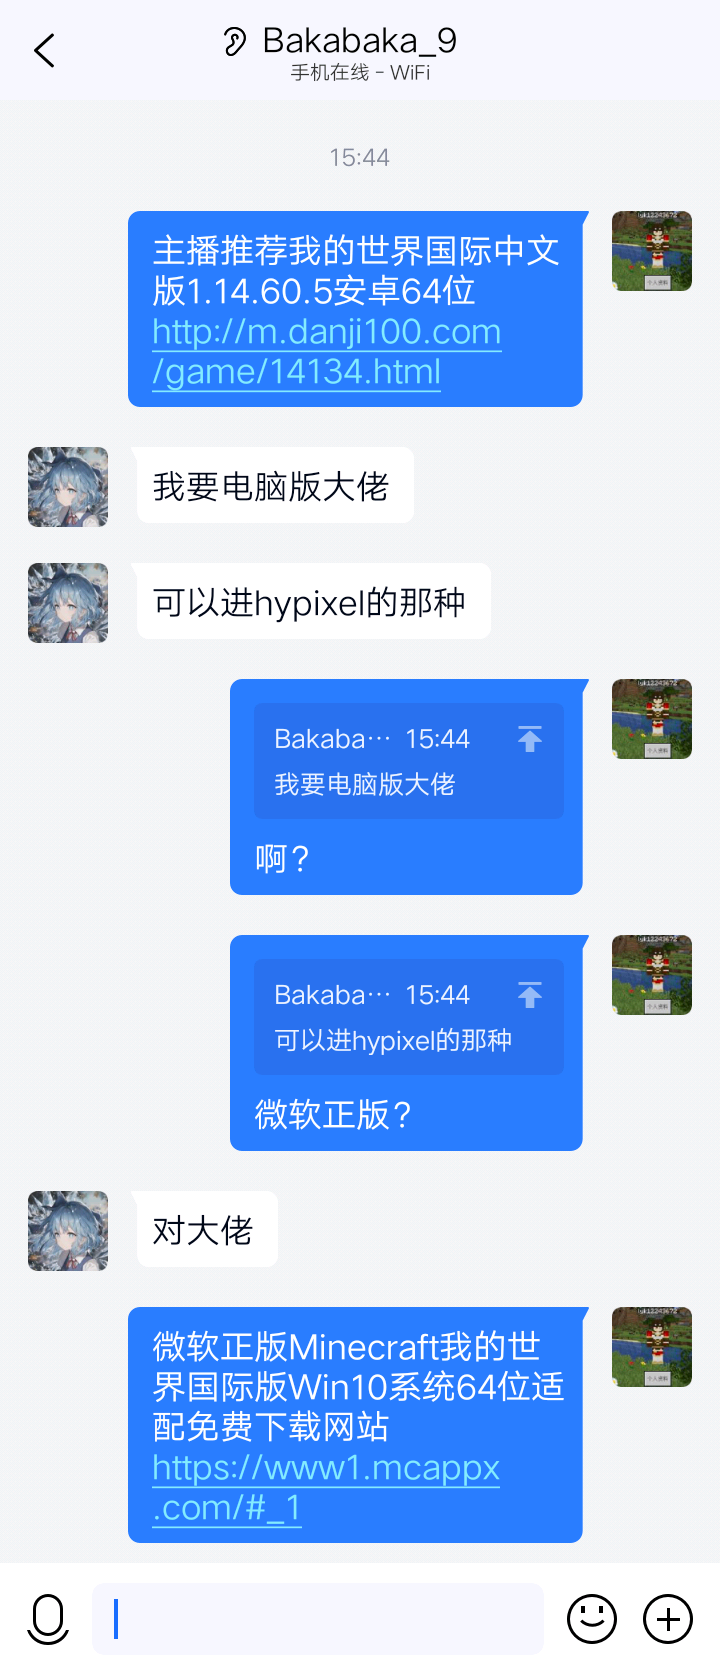 Bakabaka_9
手机在线 - WiFi
15:44
主播推荐我的世界国际中文
版1.14.60.5安卓64位
http://m.danji100.com
/game/14134.html
我要电脑版大佬
可以进hypixel的那种
Bakaba··· 15:44
我要电脑版大佬
啊?
Bakaba··· 15:44
可以进hypixel的那种
微软正版?
对大佬
微软正版Minecraft我的世
界国际版Win10系统64位适
配免费下载网站
https://www1.mcappx
.com/#_1